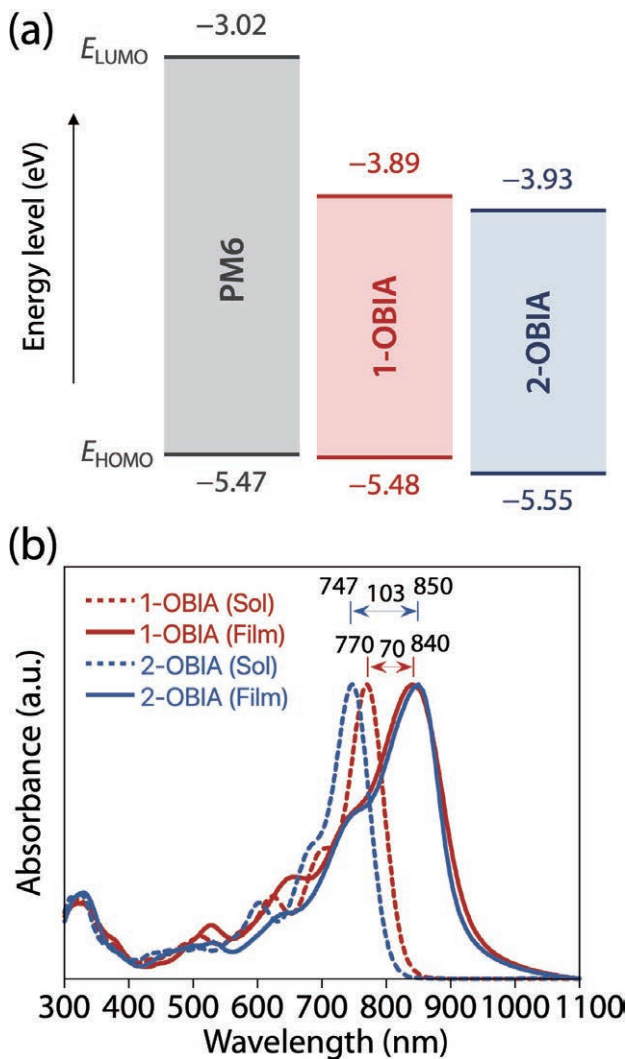 (a)
−3.02
E_LUMO
−3.89
−3.93
Energy level (eV)
PM6
1-OBIA
2-OBIA
E_HOMO
−5.47
−5.48
−5.55
(b)
747 103 850
770 70 840
1-OBIA (Sol)
1-OBIA (Film)
2-OBIA (Sol)
2-OBIA (Film)
Absorbance (a.u.)
300 400 500 600 700 800 900 1000 1100
Wavelength (nm)